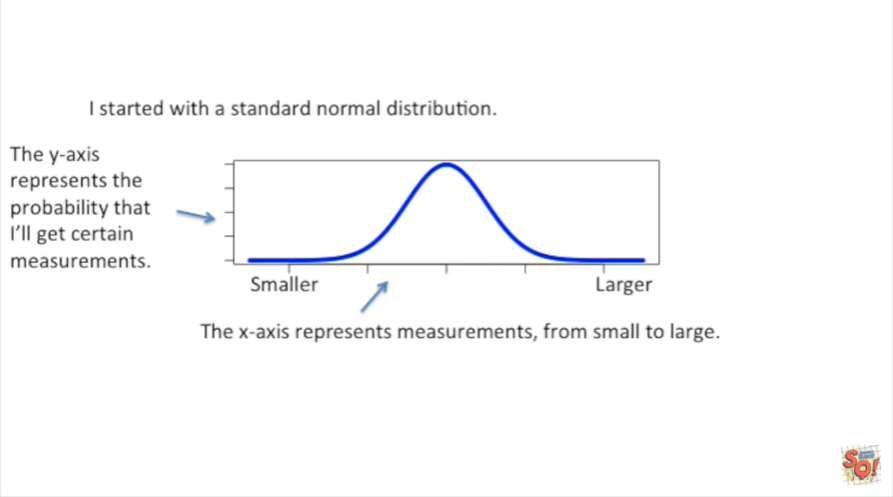 I started with a standard normal distribution.
The y-axis
represents the
probability that
I'll get certain
measurements.
Smaller
Larger
The x-axis represents measurements, from small to large.
SQ!